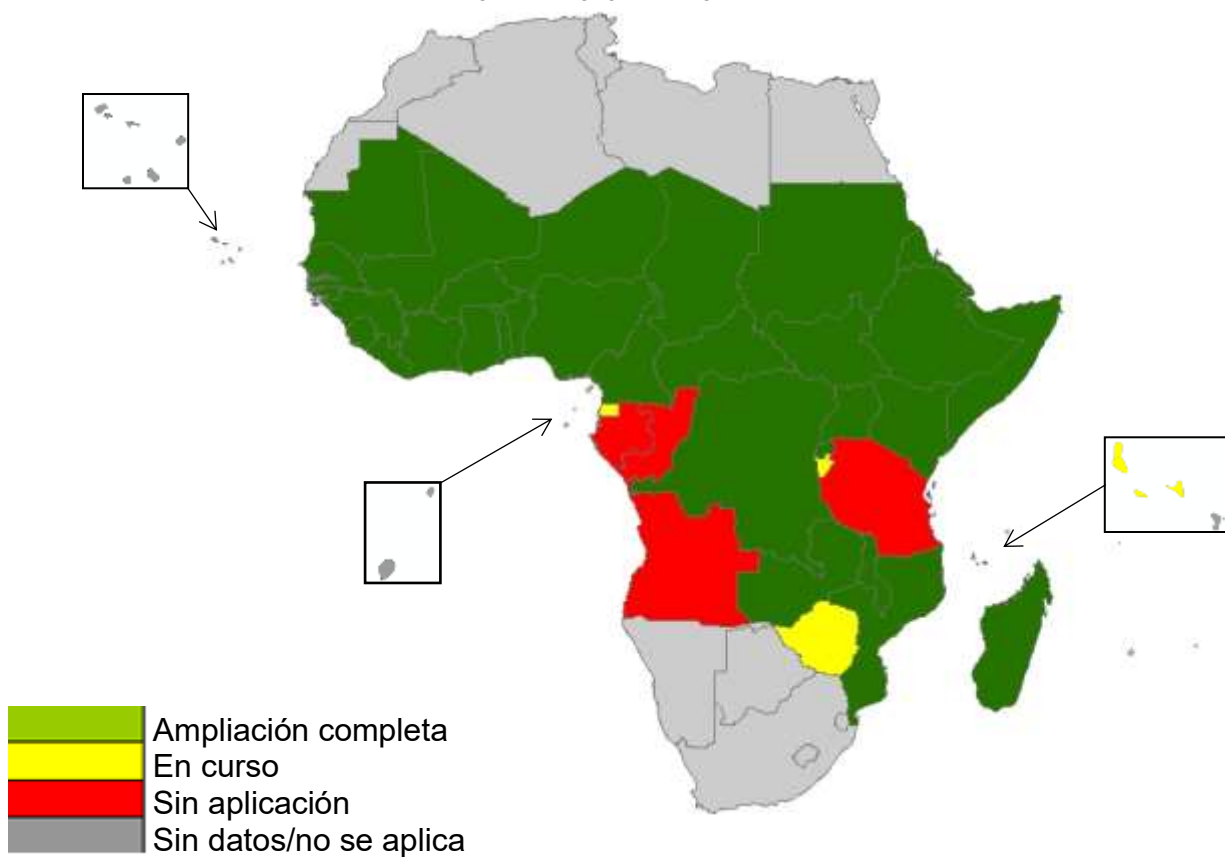 Ampliación completa
En curso
Sin aplicación
Sin datos/no se aplica